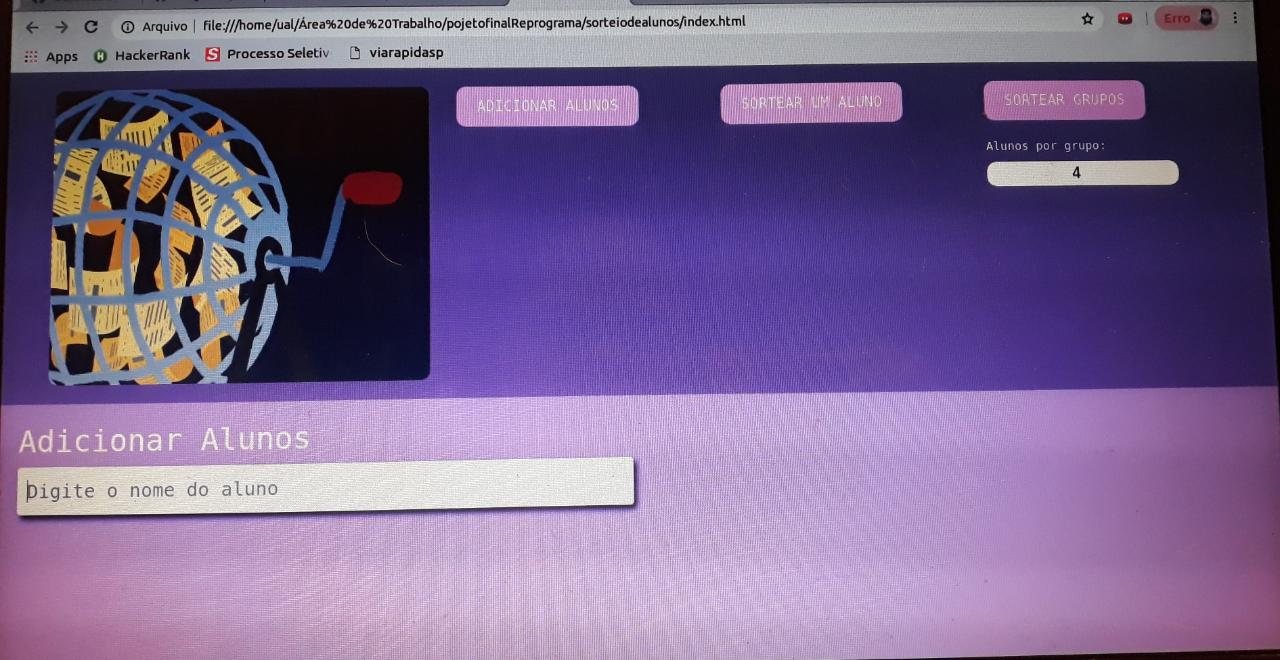 Arquivo | file:///home/ual/Área%20de%20Trabalho/pojetofinalReprograma/sorteiodealunos/index.html
Erro
Apps HackerRank Processo Seletiv viarapidasp
ADICIONAR ALUNOS SORTEAR UM ALUNO SORTEAR GRUPOS
Alunos por grupo:
4
Adicionar Alunos
Digite o nome do aluno